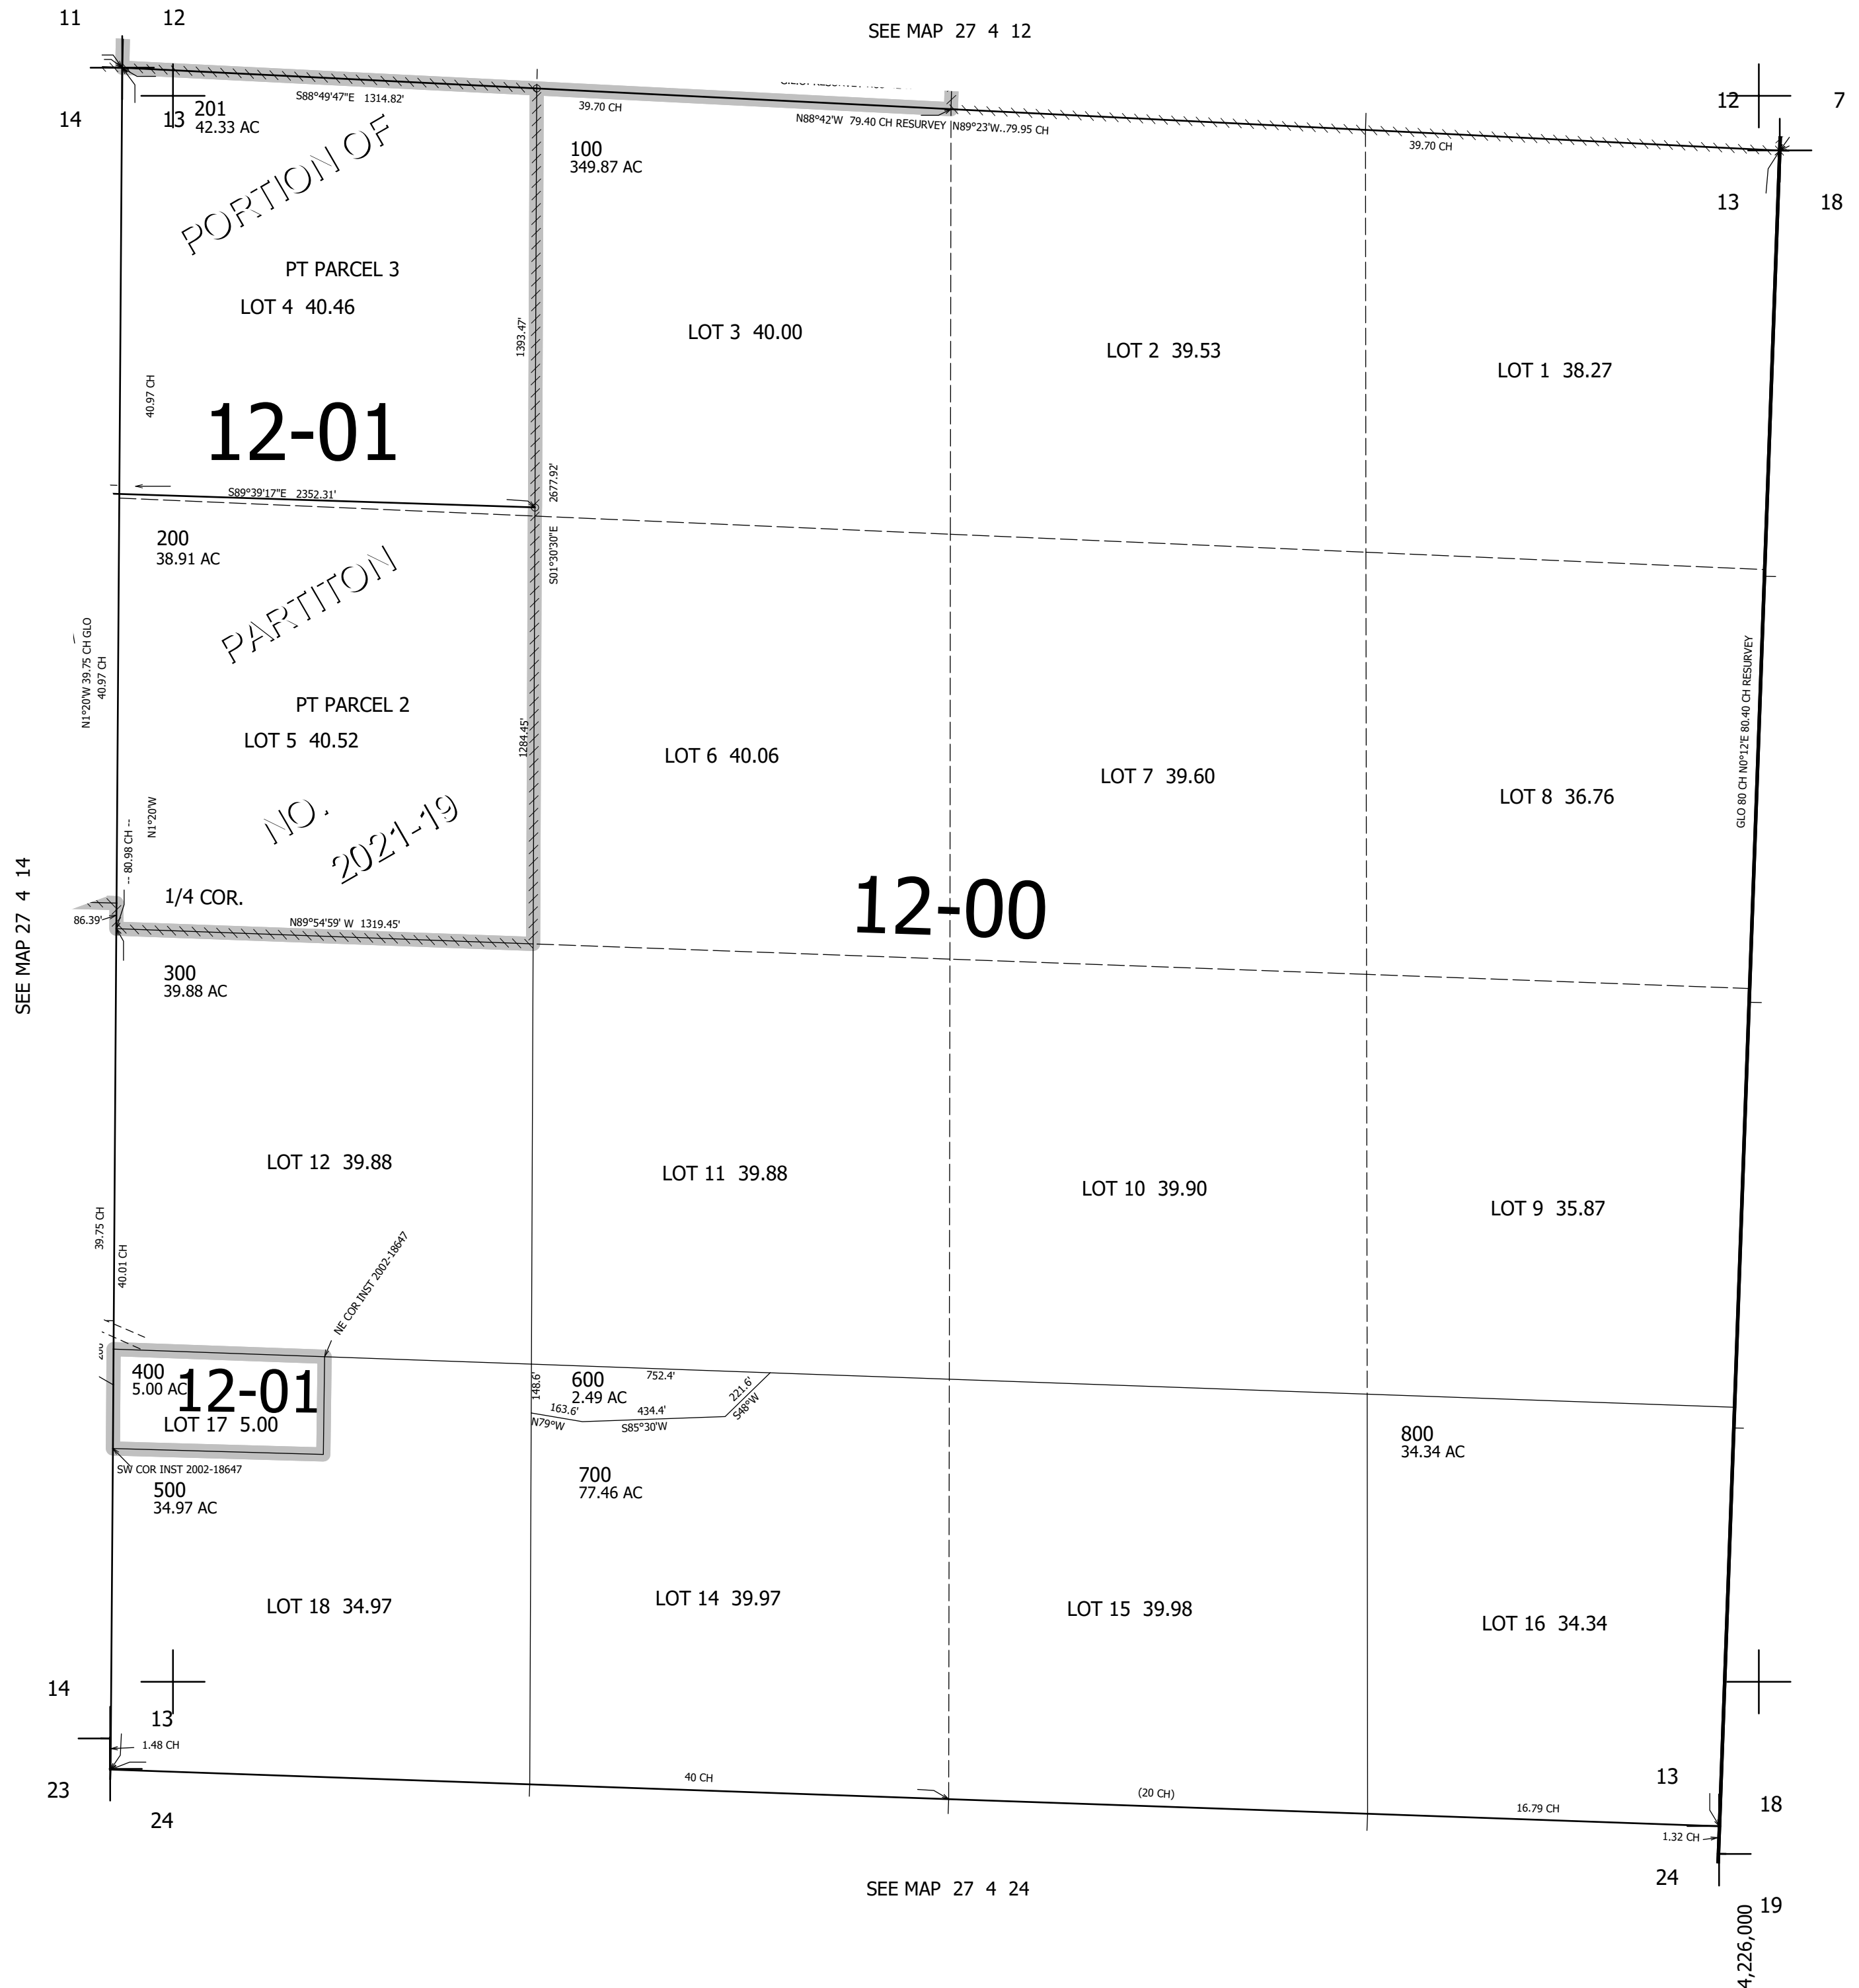 11
12
SEE MAP  27  4  12
14
13
201
42.33 AC
S88°49'47"E  1314.82'
39.70 CH
N88°42'W  79.40 CH RESURVEY  N89°23'W..79.95 CH
39.70 CH
12
7
13
18
PORTION OF
100
349.87 AC
PT PARCEL 3
LOT 4  40.46
LOT 3  40.00
LOT 2  39.53
LOT 1  38.27
1393.47'
40.97 CH
12-01
2677.92'
S89°39'17"E  2352.31'
S01°30'30"E
200
38.91 AC
PARTITON
N1°20'W 39.75 CH GLO
40.97 CH
PT PARCEL 2
LOT 5  40.52
1284.45'
LOT 6  40.06
LOT 7  39.60
LOT 8  36.76
GLO 80 CH N0°12'E 80.40 CH RESURVEY
NO.
2021-19
N1°20'W
-- 80.98 CH --
1/4 COR.
86.39'
N89°54'59' W  1319.45'
12-00
SEE MAP 27  4  14
300
39.88 AC
LOT 12  39.88
LOT 11  39.88
LOT 10  39.90
LOT 9  35.87
39.75 CH
40.01 CH
NE COR INST 2002-18647
400
5.00 AC
12-01
LOT 17  5.00
148.6'
600
2.49 AC
752.4'
221.6'
S48°W
163.6'
434.4'
N79°W
S85°30'W
800
34.34 AC
SW COR INST 2002-18647
500
34.97 AC
700
77.46 AC
LOT 18  34.97
LOT 14  39.97
LOT 15  39.98
LOT 16  34.34
14
13
1.48 CH
23
24
40 CH
(20 CH)
16.79 CH
13
18
1.32 CH
24
19
SEE MAP  27  4  24
4,226,000